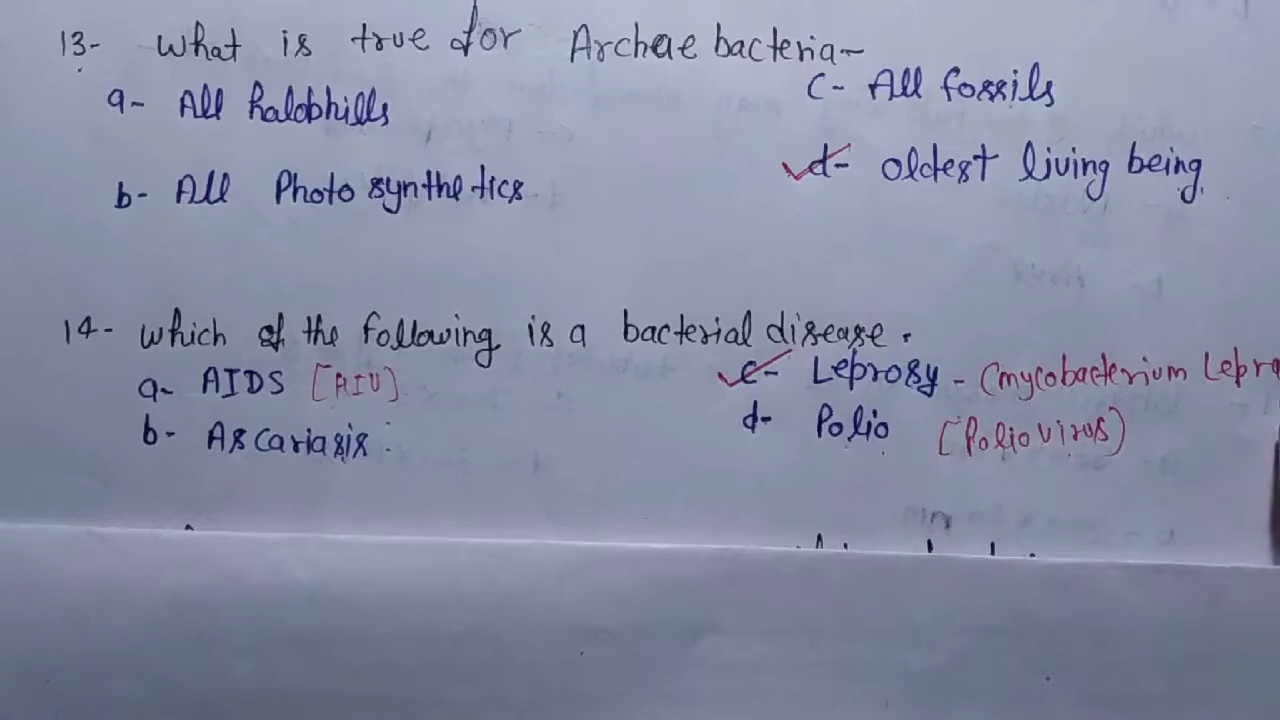 13- What is true for Archae bacteria-
a- All halophills
c- All fossils
b- All Photo synthetics
d- oldest living being
14- Which of the following is a bacterial disease.
a- AIDS [HIV]
c- Leprosy - (mycobacterium Lepra
b- Ascariasis
d- Polio [Poliovirus)